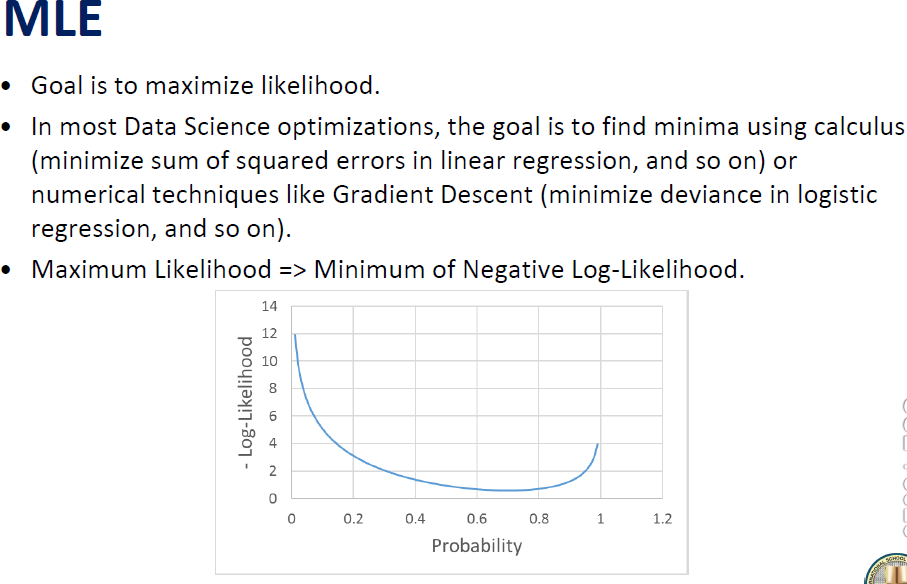 MLE
• Goal is to maximize likelihood.
• In most Data Science optimizations, the goal is to find minima using calculus
(minimize sum of squared errors in linear regression, and so on) or
numerical techniques like Gradient Descent (minimize deviance in logistic
regression, and so on).
• Maximum Likelihood => Minimum of Negative Log-Likelihood.
- Log-Likelihood
14
12
10
8
6
4
2
0
0 0.2 0.4 0.6 0.8 1 1.2
Probability